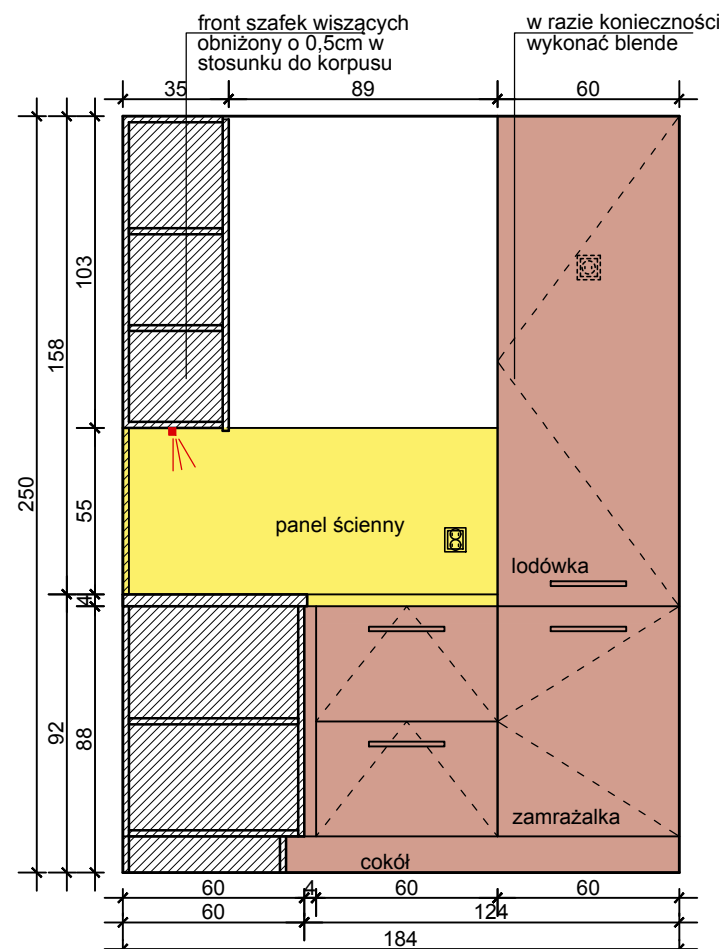 front szafek wiszących
obniżony o 0,5cm w
stosunku do korpusu
w razie konieczności
wykonać blende
35
89
60
103
158
250
55
4
92
88
panel ścienny
lodówka
zamrażalka
cokół
60
4
60
60
60
124
184